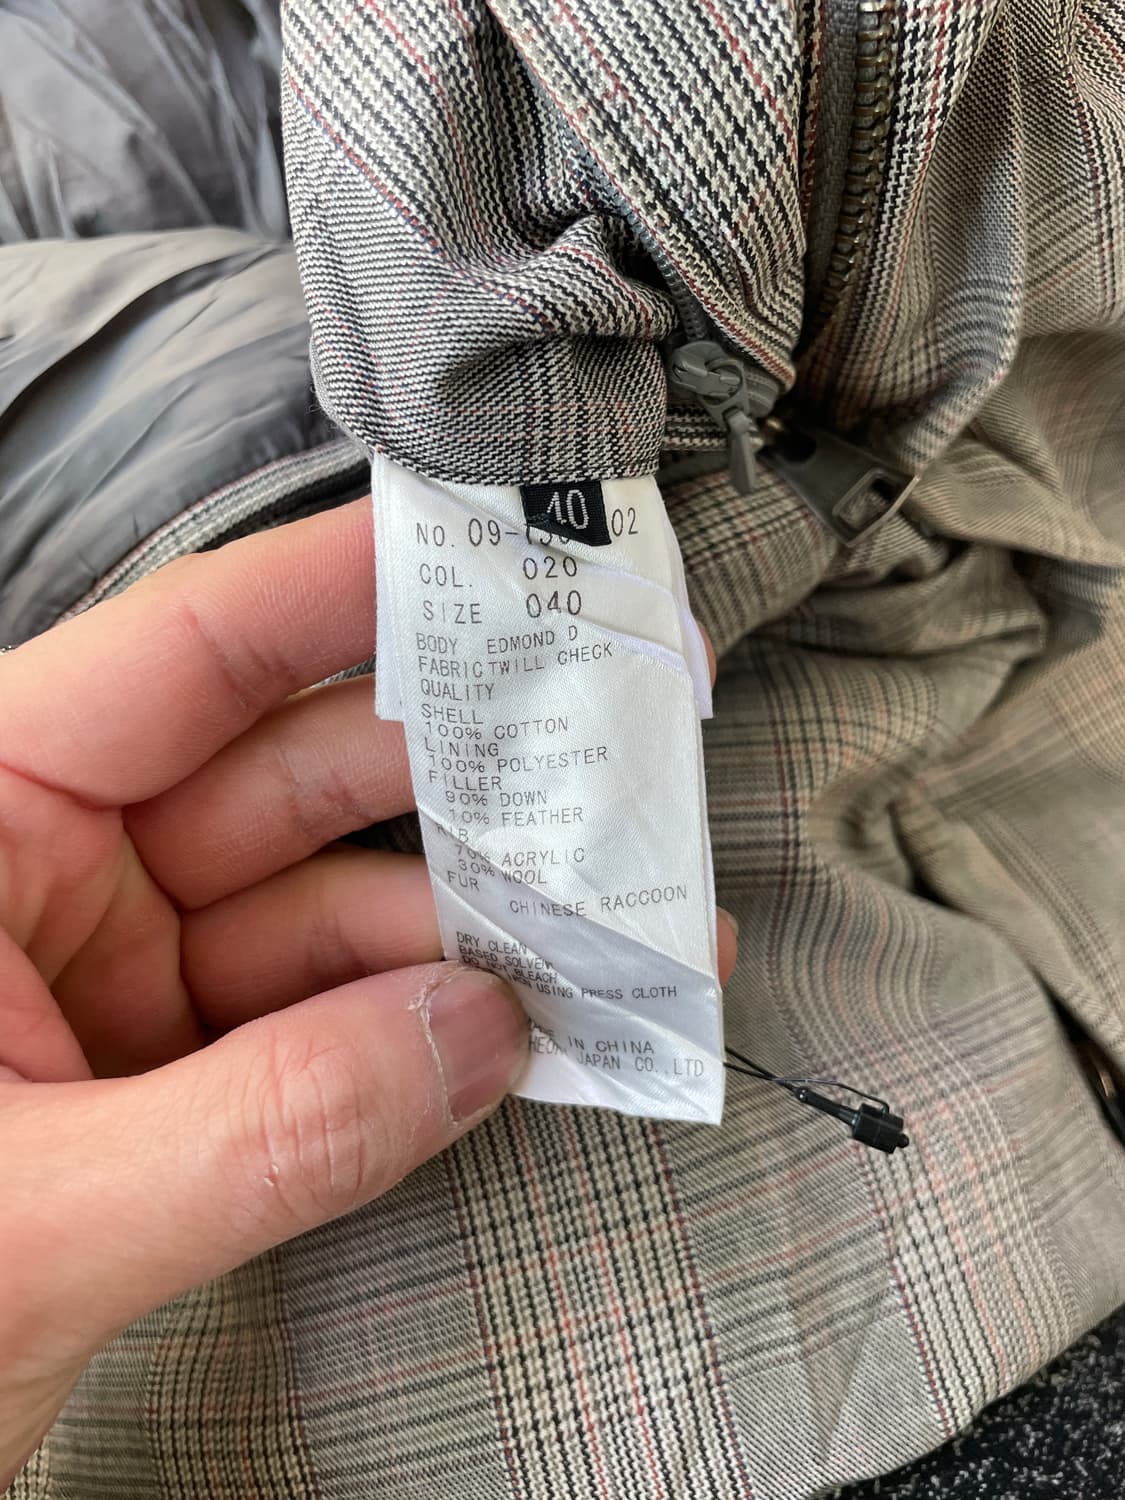 40
NO. 09- 02
COL. 020
SIZE 040
BODY EDMOND D
FABRIC TWILL CHECK
QUALITY
SHELL
100% COTTON
LINING
100% POLYESTER
FILLER
90% DOWN
10% FEATHER
RIB
70% ACRYLIC
30% WOOL
FUR
CHINESE RACCOON
DRY CLEAN
BASED SOLVEN
DO NOT BLEACH
USING PRESS CLOTH
IN CHINA
JAPAN CO.,LTD